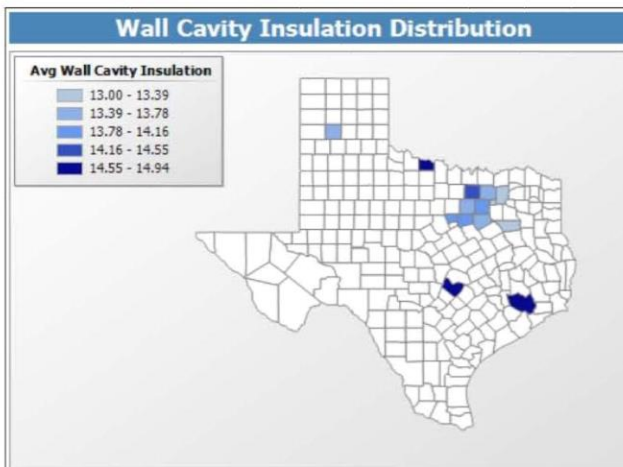 Wall Cavity Insulation Distribution
Avg Wall Cavity Insulation
13.00 - 13.39
13.39 - 13.78
13.78 - 14.16
14.16 - 14.55
14.55 - 14.94